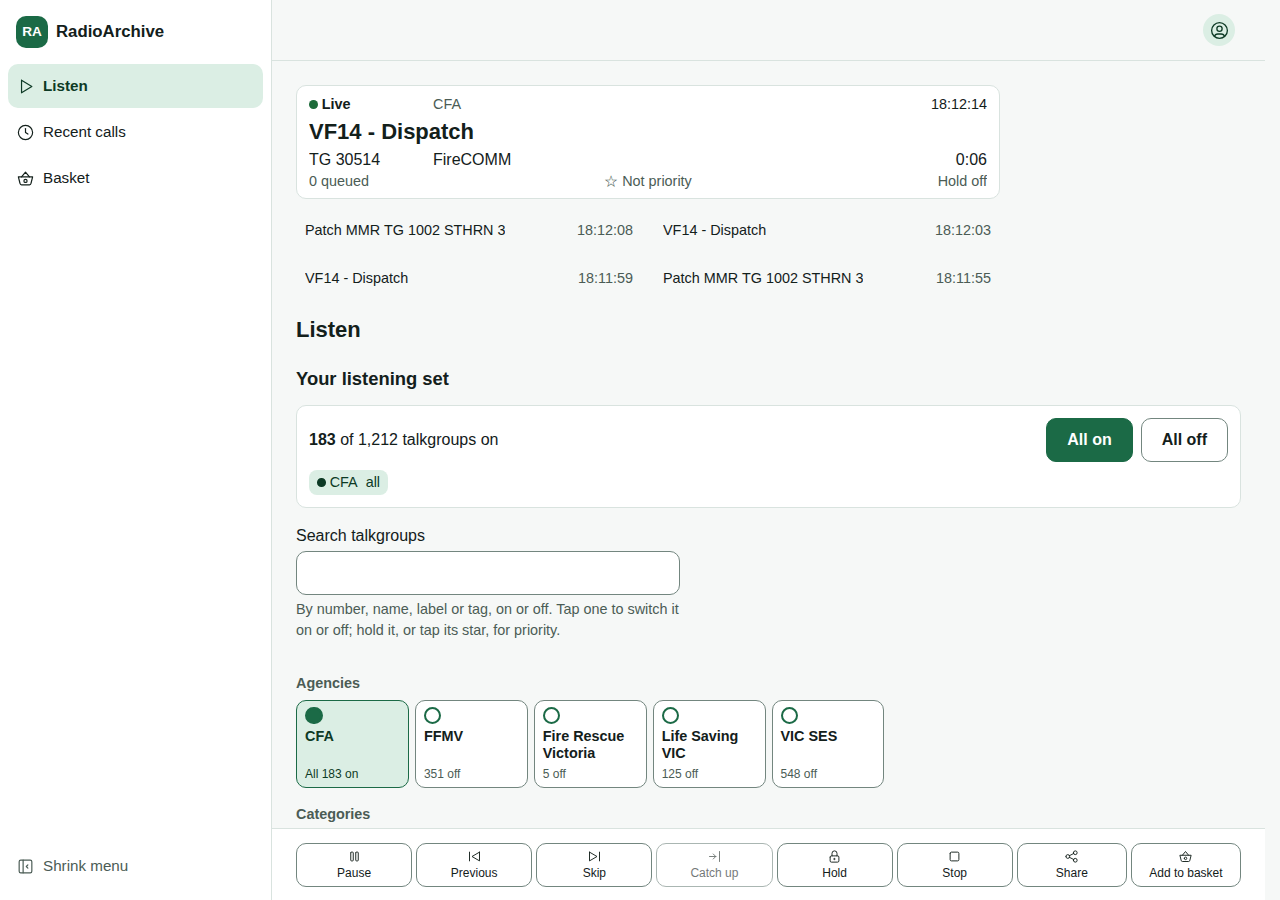 RA RadioArchive
Listen
Recent calls
Basket
Shrink menu
Live CFA 18:12:14
VF14 - Dispatch
TG 30514 FireCOMM 0:06
0 queued ☆ Not priority Hold off
Patch MMR TG 1002 STHRN 3 18:12:08 VF14 - Dispatch 18:12:03
VF14 - Dispatch 18:11:59 Patch MMR TG 1002 STHRN 3 18:11:55
Listen
Your listening set
183 of 1,212 talkgroups on All on All off
CFA all
Search talkgroups
By number, name, label or tag, on or off. Tap one to switch it
on or off; hold it, or tap its star, for priority.
Agencies
CFA
All 183 on
FFMV
351 off
Fire Rescue
Victoria
5 off
Life Saving
VIC
125 off
VIC SES
548 off
Categories
Pause Previous Skip Catch up Hold Stop Share Add to basket